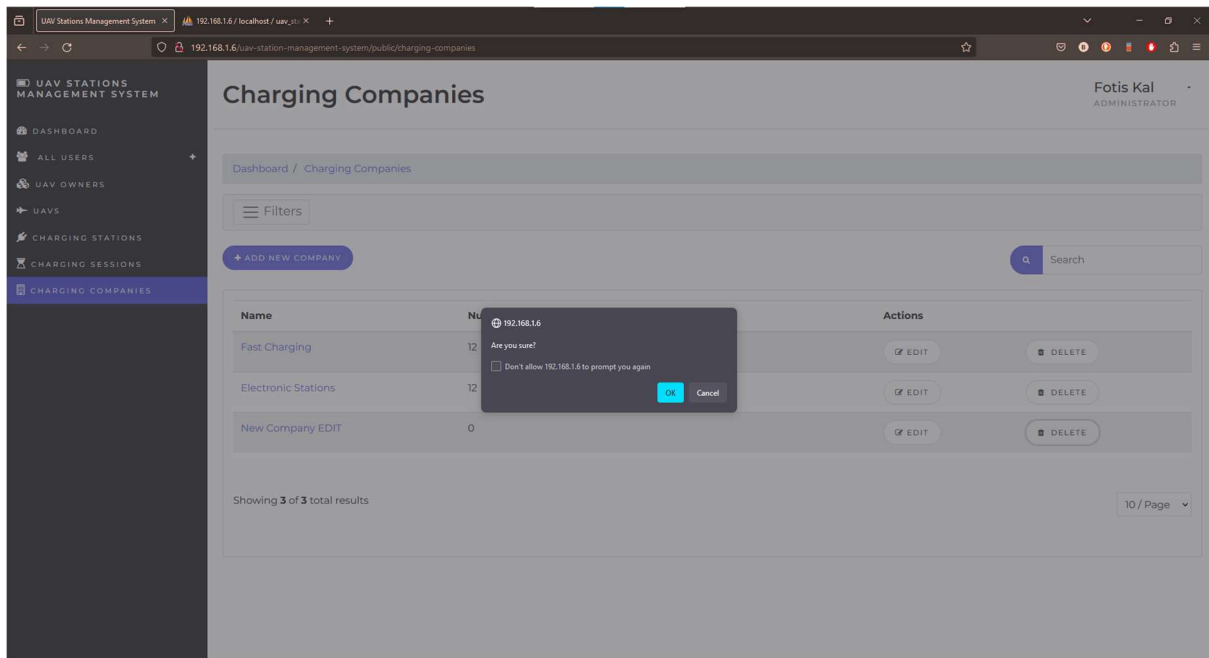 UAV Stations Management System
192.168.1.6 / localhost / uav_sta
192.168.1.6/uav-station-management-system/public/charging-companies
UAV STATIONS
MANAGEMENT SYSTEM
DASHBOARD
ALL USERS +
UAV OWNERS
UAVS
CHARGING STATIONS
CHARGING SESSIONS
CHARGING COMPANIES
Charging Companies
Fotis Kal
ADMINISTRATOR
Dashboard / Charging Companies
Filters
+ ADD NEW COMPANY
Search
Name Nu Actions
Fast Charging 12 EDIT DELETE
Electronic Stations 12 EDIT DELETE
New Company EDIT 0 EDIT DELETE
192.168.1.6
Are you sure?
Don't allow 192.168.1.6 to prompt you again
OK Cancel
Showing 3 of 3 total results
10 / Page